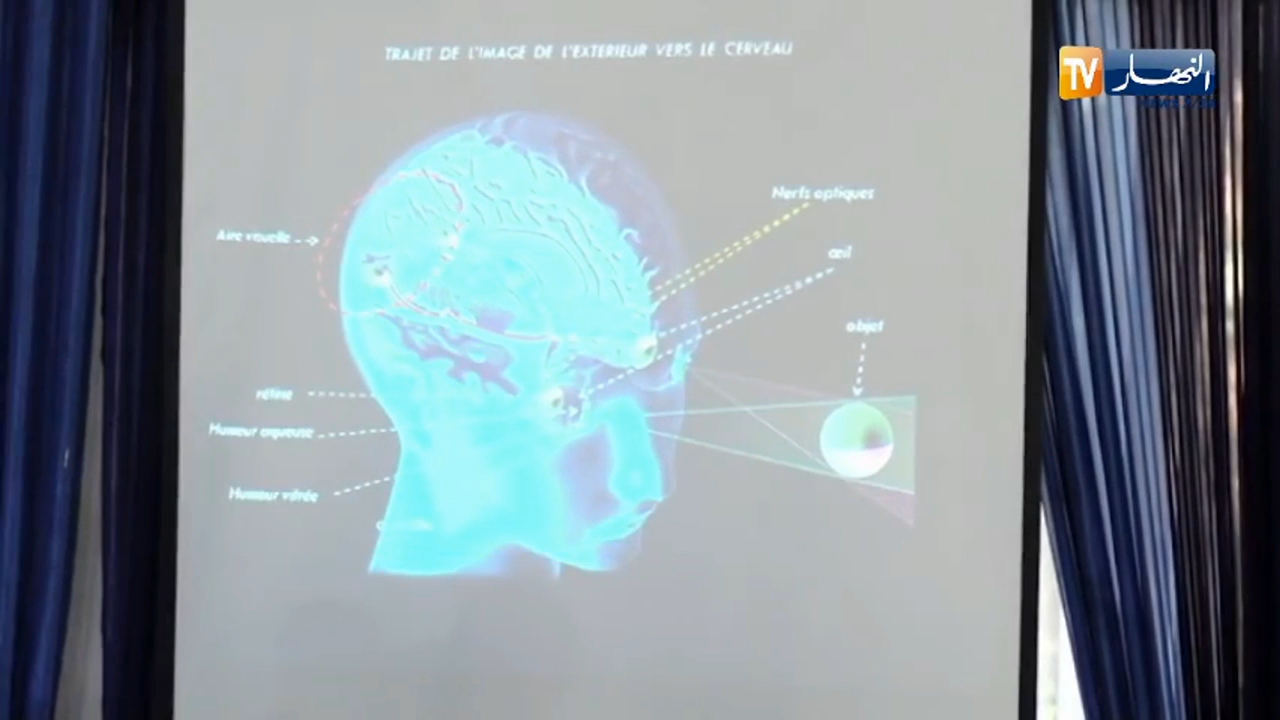 TRAJET DE L'IMAGE DE L'EXTERIEUR VERS LE CERVEAU
TV النهار
Nerfs optiques
Aire visuelle
œil
objet
rétine
Humeur aqueuse
Humeur vitrée